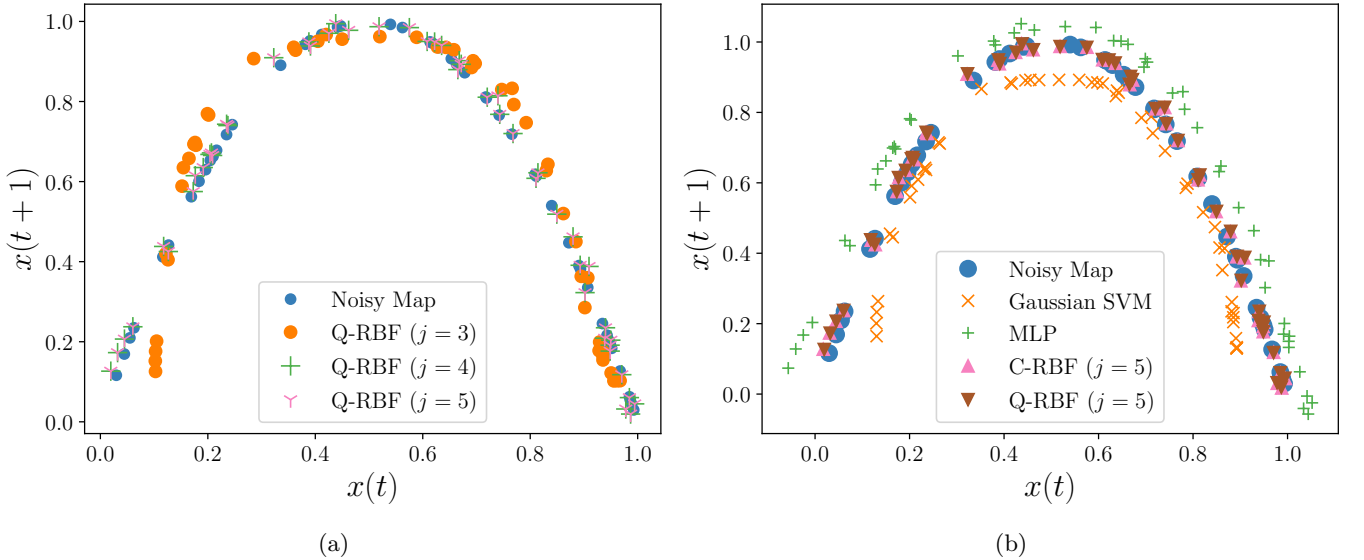 1.0
0.8
0.6
0.4
0.2
0.0
x(t + 1)
Noisy Map
Q-RBF (j = 3)
Q-RBF (j = 4)
Q-RBF (j = 5)
0.0 0.2 0.4 0.6 0.8 1.0
x(t)
(a)
1.0
0.8
0.6
0.4
0.2
0.0
x(t + 1)
Noisy Map
Gaussian SVM
MLP
C-RBF (j = 5)
Q-RBF (j = 5)
0.0 0.2 0.4 0.6 0.8 1.0
x(t)
(b)